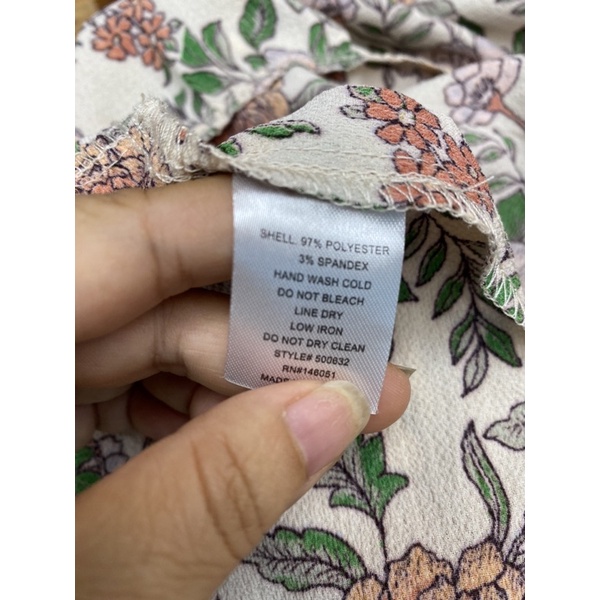 SHELL. 97% POLYESTER
3% SPANDEX
HAND WASH COLD
DO NOT BLEACH
LINE DRY
LOW IRON
DO NOT DRY CLEAN
STYLE# 500632
RN#146051
MADE